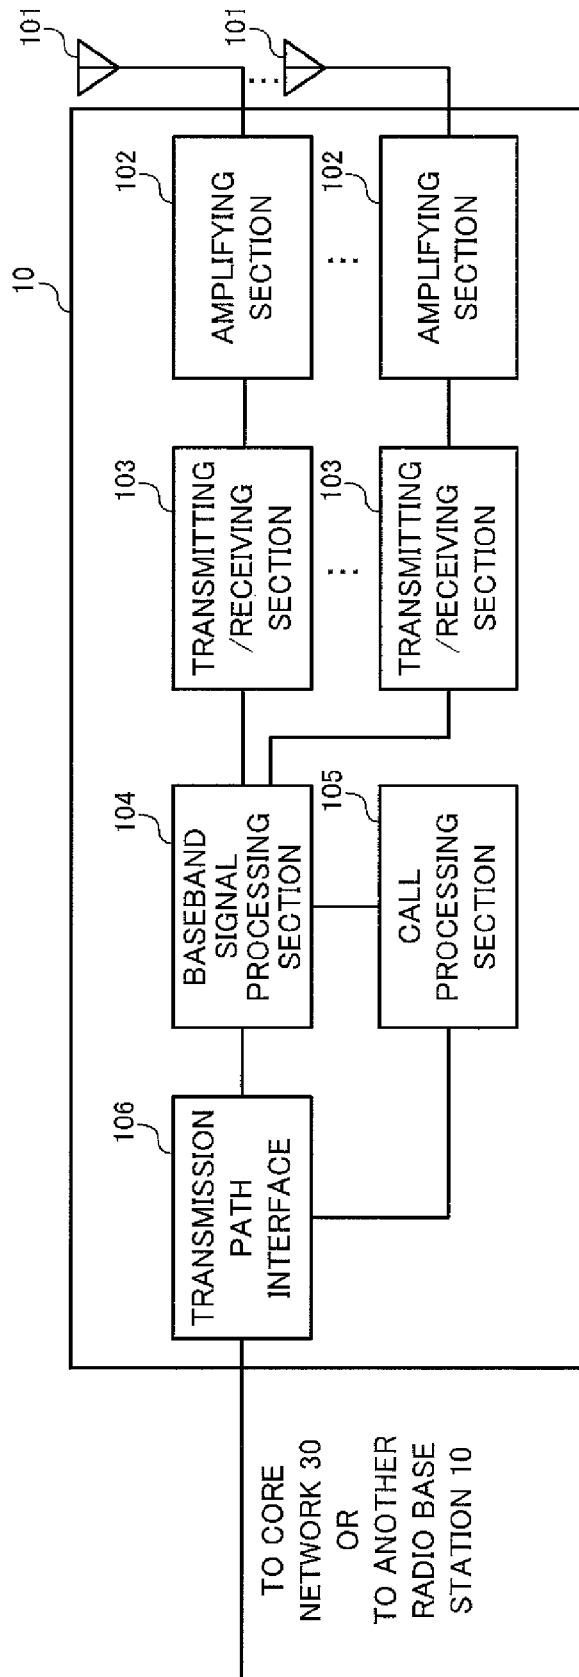 10
101
101
102
AMPLIFYING
SECTION
102
AMPLIFYING
SECTION
103
TRANSMITTING
/RECEIVING
SECTION
103
TRANSMITTING
/RECEIVING
SECTION
104
BASEBAND
SIGNAL
PROCESSING
SECTION
105
CALL
PROCESSING
SECTION
106
TRANSMISSION
PATH
INTERFACE
TO CORE
NETWORK 30
OR
TO ANOTHER
RADIO BASE
STATION 10